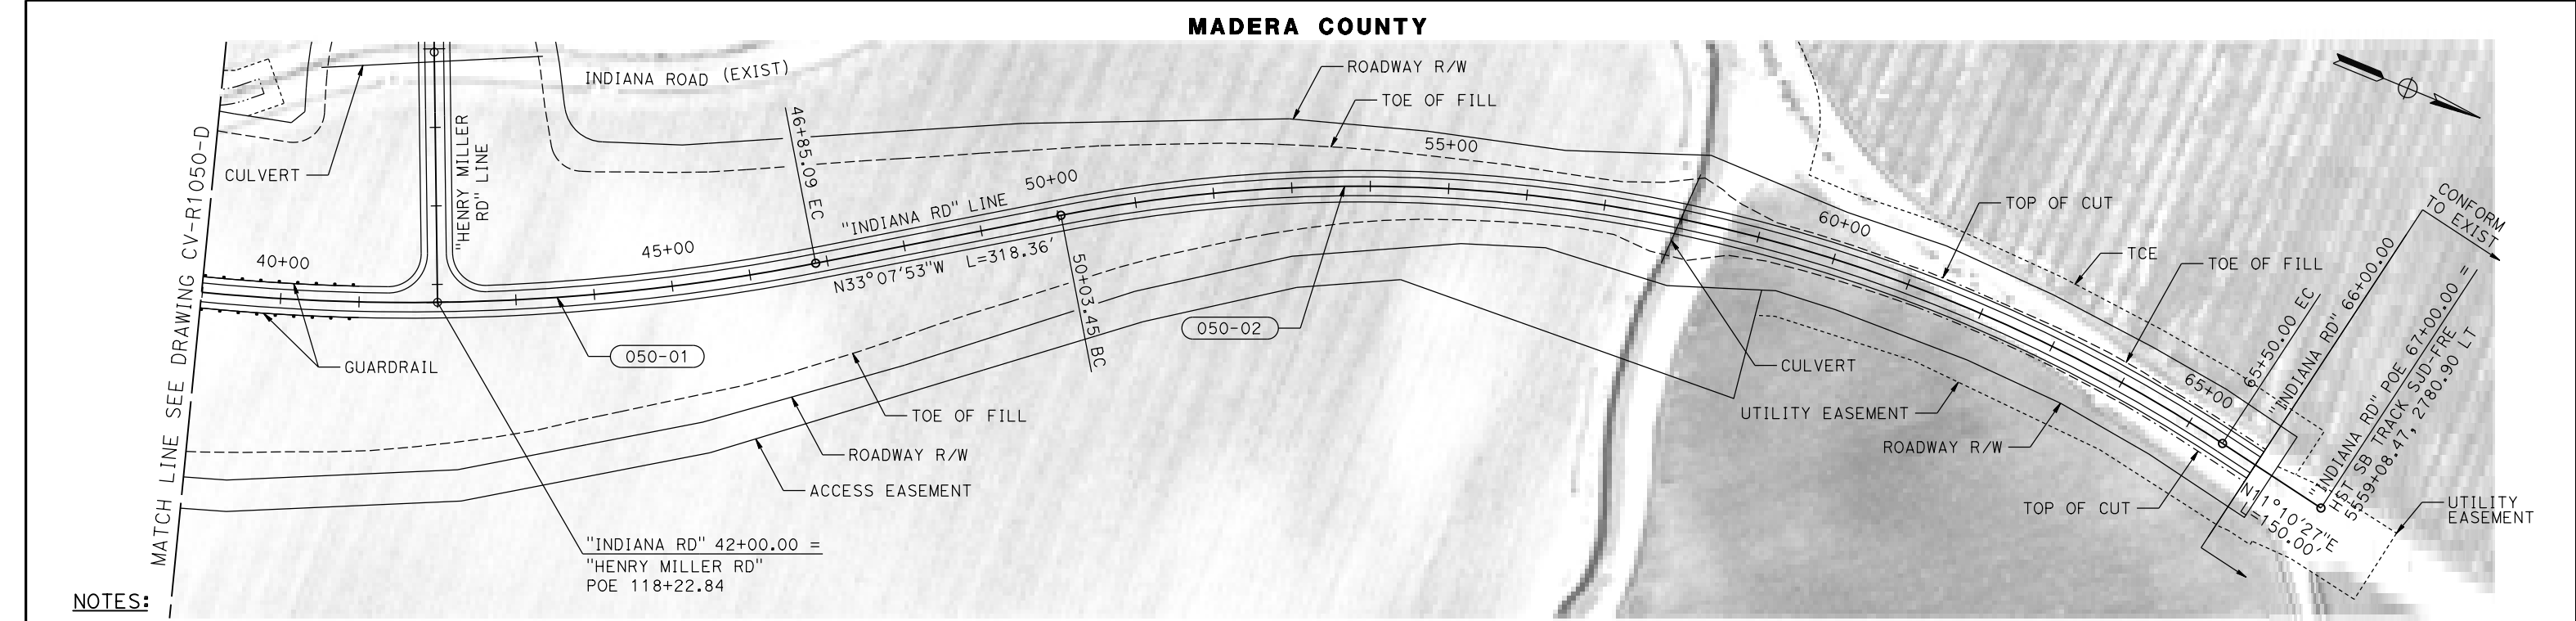 MADERA COUNTY
INDIANA ROAD (EXIST)
ROADWAY R/W
TOE OF FILL
CULVERT
MATCH LINE SEE DRAWING CV-R1050-D
"HENRY MILLER
RD" LINE
46+85.09 EC
"INDIANA RD" LINE
50+00
55+00
40+00
45+00
N33°07'53"W L=318.36'
50+03.45 BC
60+00
TOP OF CUT
TCE
TOE OF FILL
CONFORM
TO EXIST
GUARDRAIL
050-01
050-02
CULVERT
UTILITY EASEMENT
ROADWAY R/W
65+00
65+50.00 EC
"INDIANA RD" 66+00.00
"INDIANA RD" POE 67+00.00 =
HST SB TRACK SJD-FRE
5559+08.47, 2780.90 LT
TOE OF FILL
ROADWAY R/W
ACCESS EASEMENT
TOP OF CUT
N11°10'27"E
L=150.00'
UTILITY
EASEMENT
"INDIANA RD" 42+00.00 =
"HENRY MILLER RD"
POE 118+22.84
NOTES: